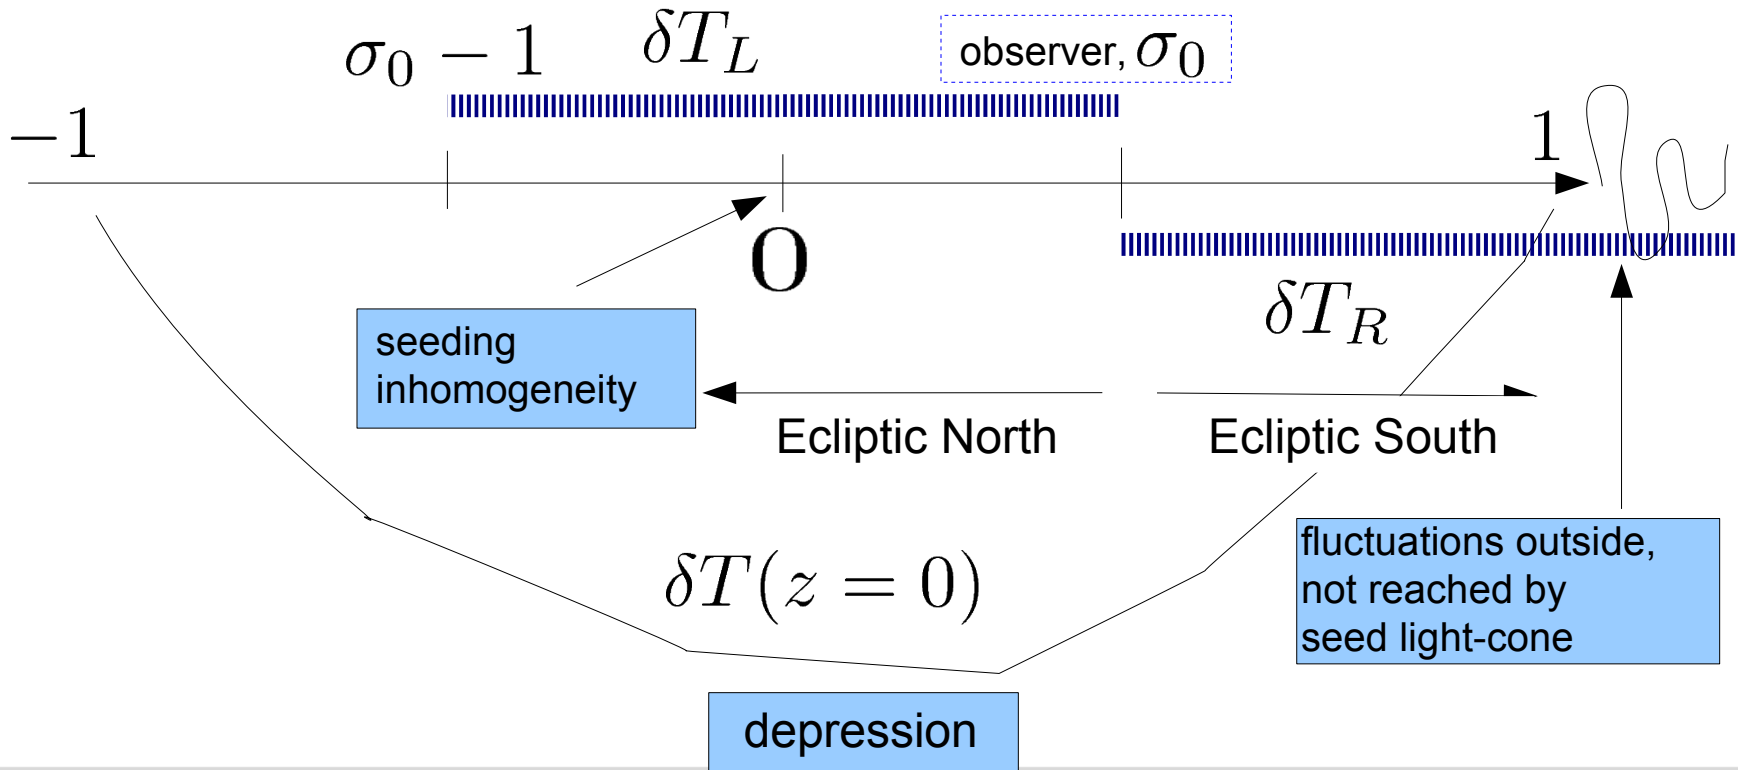 σ₀ − 1
δT_L
observer, σ₀
−1
1
0
δT_R
seeding
inhomogeneity
Ecliptic North
Ecliptic South
fluctuations outside,
not reached by
seed light-cone
δT(z = 0)
depression